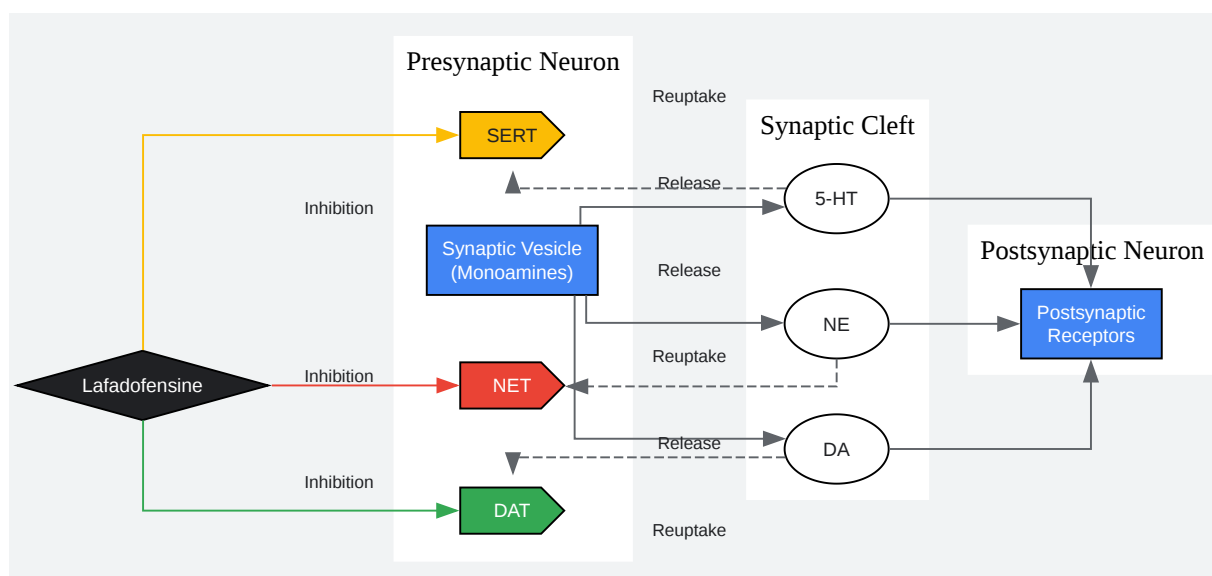 Presynaptic Neuron
Reuptake
Synaptic Cleft
SERT
Release
5-HT
Inhibition
Synaptic Vesicle
(Monoamines)
Postsynaptic Neuron
Release
NE
Postsynaptic
Receptors
Reuptake
Lafadofensine
Inhibition
NET
Release
DA
Inhibition
DAT
Reuptake